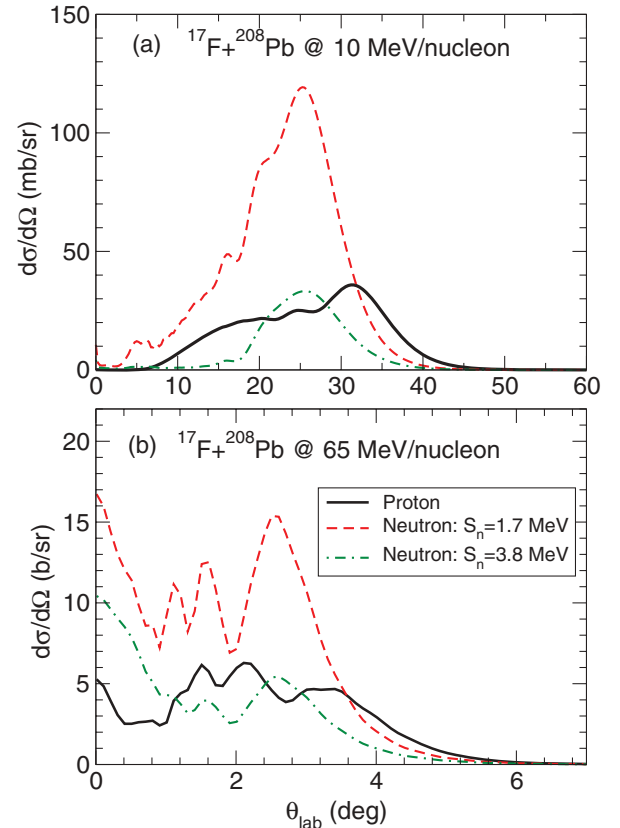 150
(a) ¹⁷F+²⁰⁸Pb @ 10 MeV/nucleon
100
50
0
dσ/dΩ (mb/sr)
0 10 20 30 40 50 60
20
(b) ¹⁷F+²⁰⁸Pb @ 65 MeV/nucleon
15
10
5
0
dσ/dΩ (b/sr)
Proton
Neutron: Sₙ=1.7 MeV
Neutron: Sₙ=3.8 MeV
0 2 4 6
θ_lab (deg)